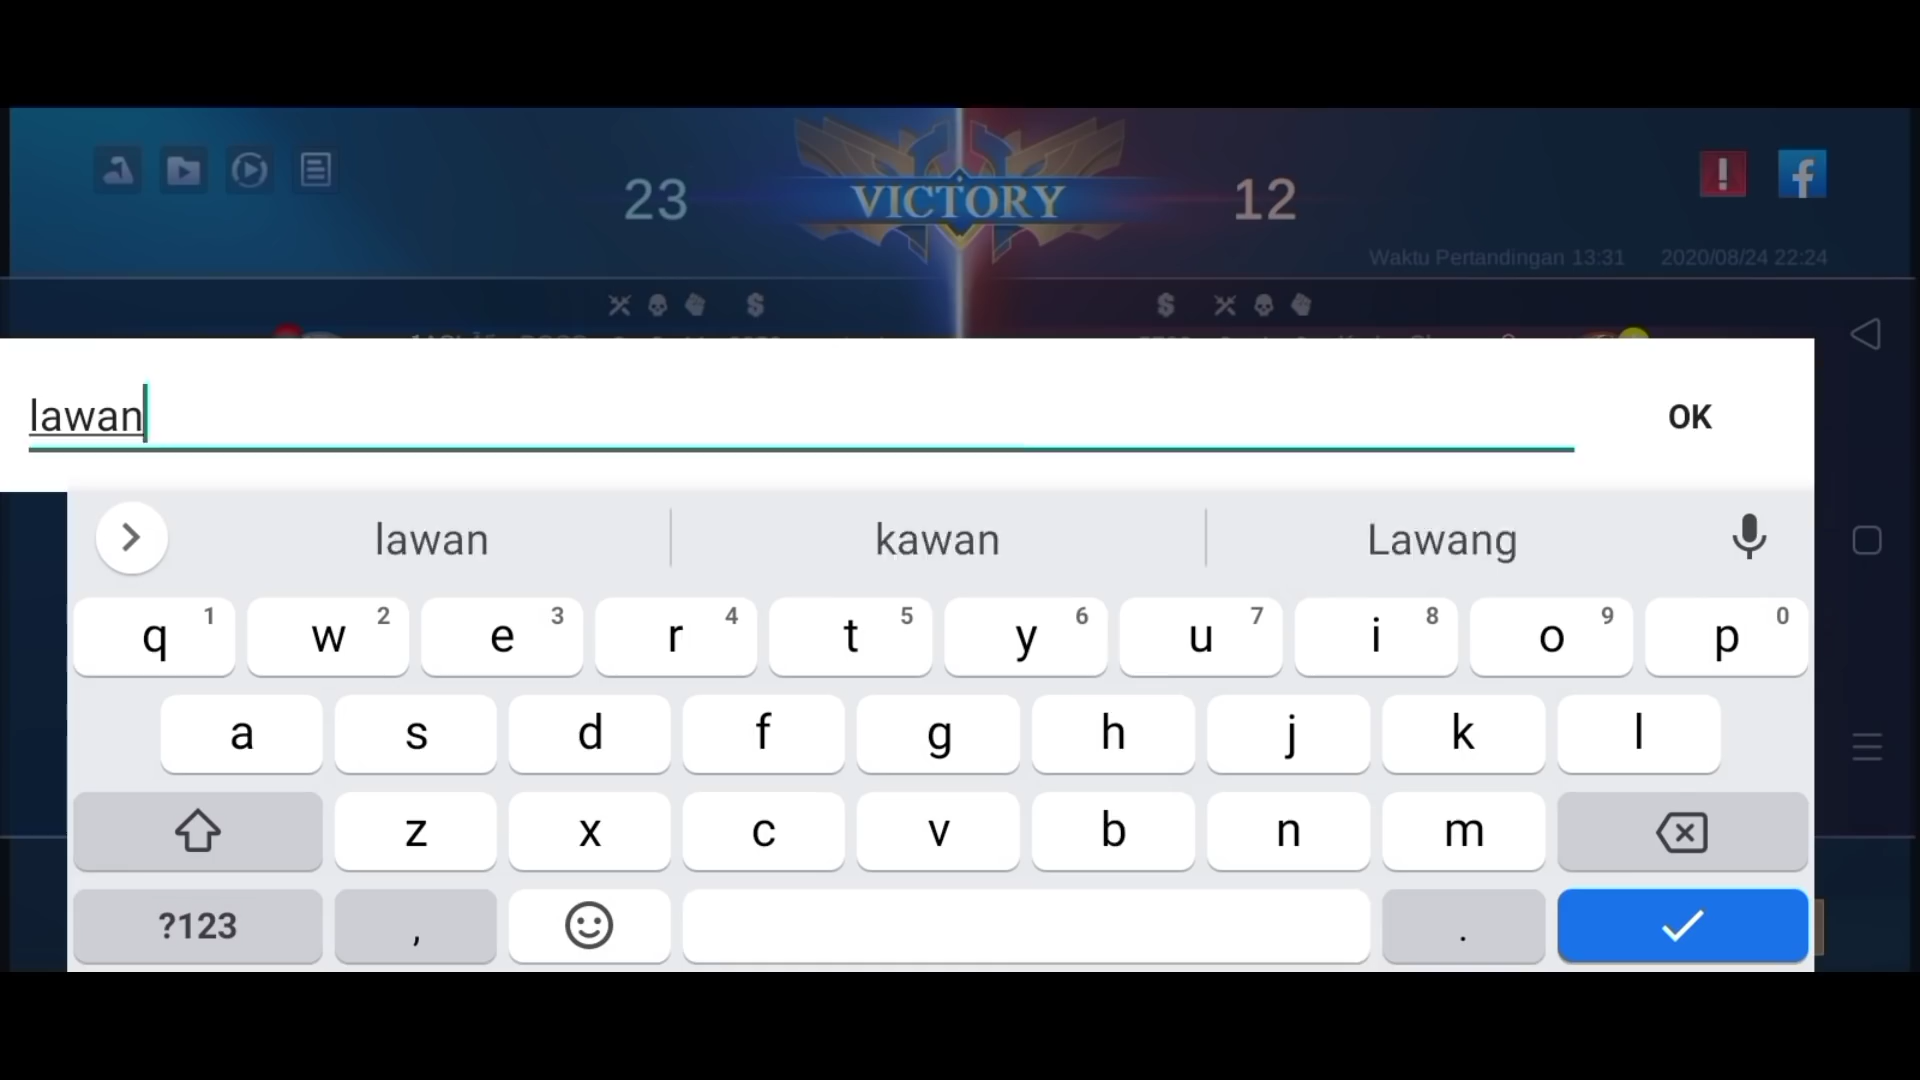 23 VICTORY 12
Waktu Pertandingan 13:31 2020/08/24 22:24
lawan OK
lawan kawan Lawang
q 1 w 2 e 3 r 4 t 5 y 6 u 7 i 8 o 9 p 0
a s d f g h j k l
z x c v b n m
?123 , .